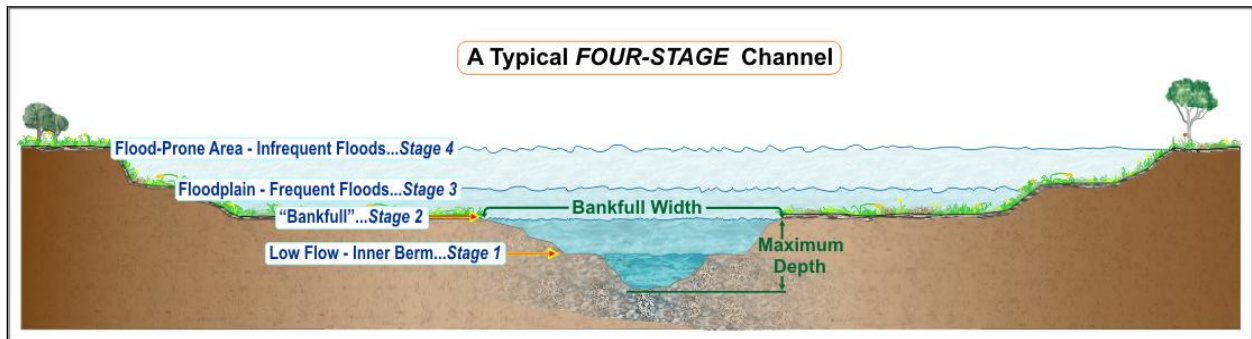 A Typical FOUR-STAGE Channel
Flood-Prone Area - Infrequent Floods...Stage 4
Floodplain - Frequent Floods...Stage 3
“Bankfull”...Stage 2
Bankfull Width
Low Flow - Inner Berm...Stage 1
Maximum
Depth